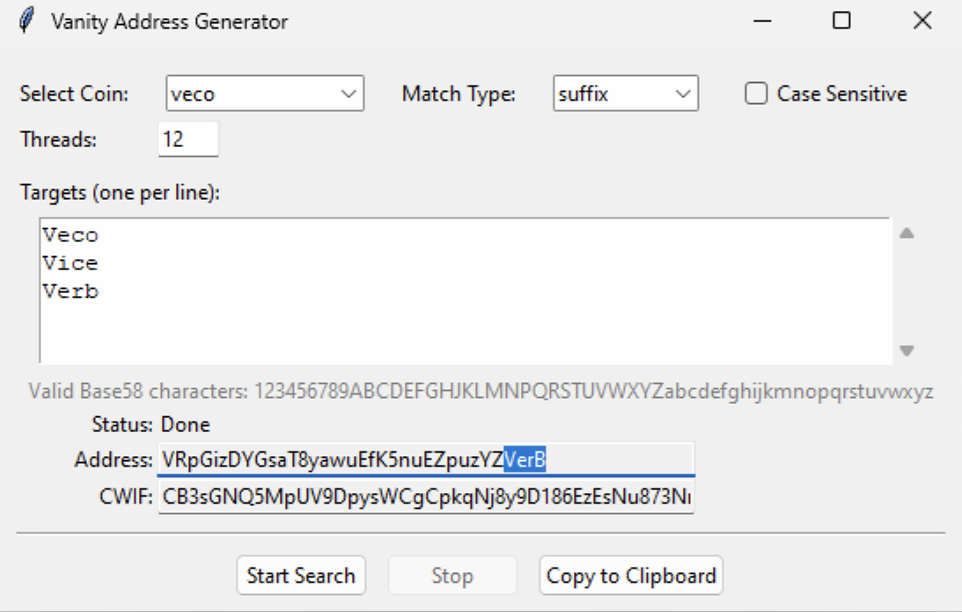 Vanity Address Generator
Select Coin: veco Match Type: suffix Case Sensitive
Threads: 12
Targets (one per line):
Veco
Vice
Verb
Valid Base58 characters: 123456789ABCDEFGHJKLMNPQRSTUVWXYZabcdefghijkmnopqrstuvwxyz
Status: Done
Address: VRpGizDYGsaT8yawuEfK5nuEZpuzYZVerB
CWIF: CB3sGNQ5MpUV9DpysWCgCpkqNj8y9D186EzEsNu873N
Start Search Stop Copy to Clipboard